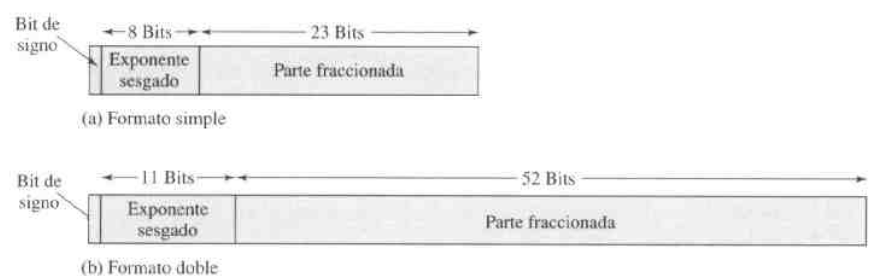 Bit de
signo
8 Bits
23 Bits
Exponente
sesgado
Parte fraccionada
(a) Formato simple
Bit de
signo
11 Bits
52 Bits
Exponente
sesgado
Parte fraccionada
(b) Formato doble